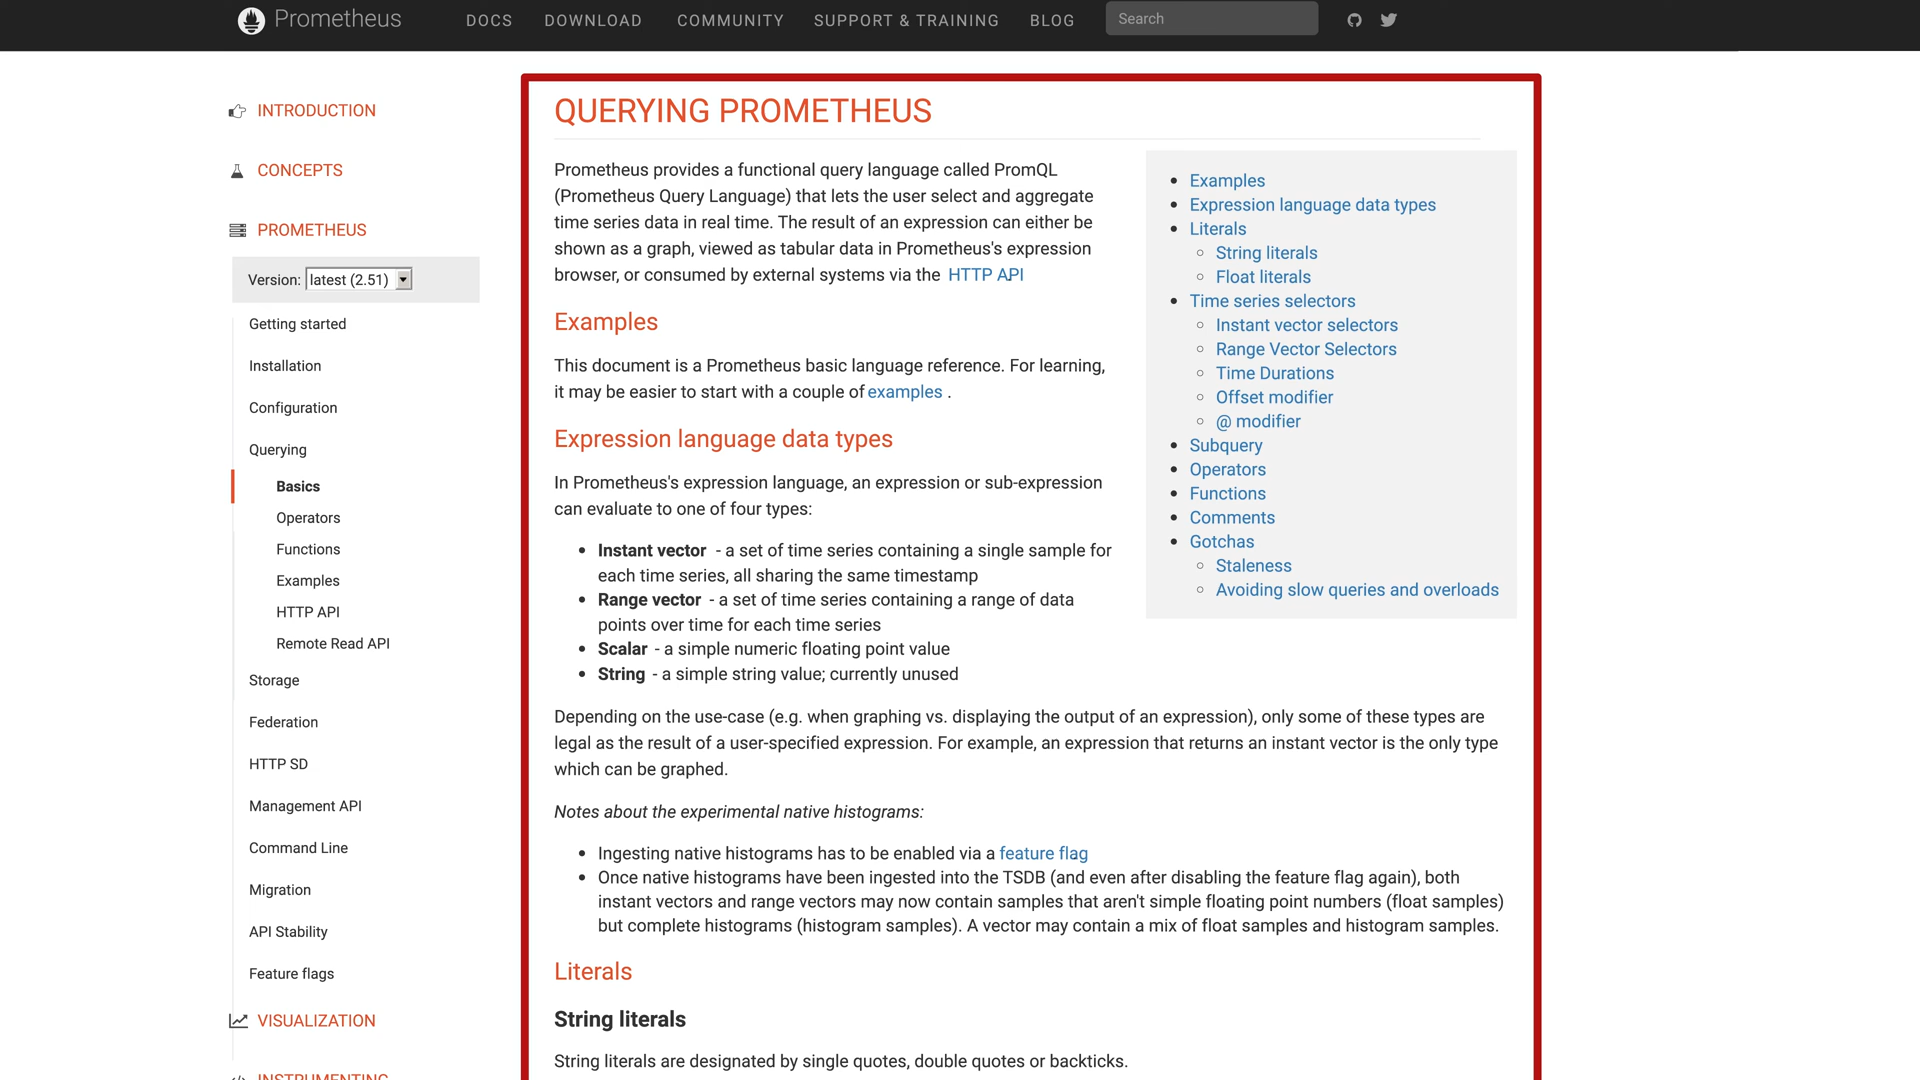 Prometheus
DOCS
DOWNLOAD
COMMUNITY
SUPPORT & TRAINING
BLOG
Search
INTRODUCTION
CONCEPTS
PROMETHEUS
Version: latest (2.51)
Getting started
Installation
Configuration
Querying
Basics
Operators
Functions
Examples
HTTP API
Remote Read API
Storage
Federation
HTTP SD
Management API
Command Line
Migration
API Stability
Feature flags
VISUALIZATION
INSTRUMENTING
QUERYING PROMETHEUS
Prometheus provides a functional query language called PromQL
(Prometheus Query Language) that lets the user select and aggregate
time series data in real time. The result of an expression can either be
shown as a graph, viewed as tabular data in Prometheus's expression
browser, or consumed by external systems via the HTTP API
Examples
This document is a Prometheus basic language reference. For learning,
it may be easier to start with a couple of examples .
Expression language data types
In Prometheus's expression language, an expression or sub-expression
can evaluate to one of four types:
• Instant vector - a set of time series containing a single sample for
each time series, all sharing the same timestamp
• Range vector - a set of time series containing a range of data
points over time for each time series
• Scalar - a simple numeric floating point value
• String - a simple string value; currently unused
• Examples
• Expression language data types
• Literals
◦ String literals
◦ Float literals
• Time series selectors
◦ Instant vector selectors
◦ Range Vector Selectors
◦ Time Durations
◦ Offset modifier
◦ @ modifier
• Subquery
• Operators
• Functions
• Comments
• Gotchas
◦ Staleness
◦ Avoiding slow queries and overloads
Depending on the use-case (e.g. when graphing vs. displaying the output of an expression), only some of these types are
legal as the result of a user-specified expression. For example, an expression that returns an instant vector is the only type
which can be graphed.
Notes about the experimental native histograms:
• Ingesting native histograms has to be enabled via a feature flag
• Once native histograms have been ingested into the TSDB (and even after disabling the feature flag again), both
instant vectors and range vectors may now contain samples that aren't simple floating point numbers (float samples)
but complete histograms (histogram samples). A vector may contain a mix of float samples and histogram samples.
Literals
String literals
String literals are designated by single quotes, double quotes or backticks.